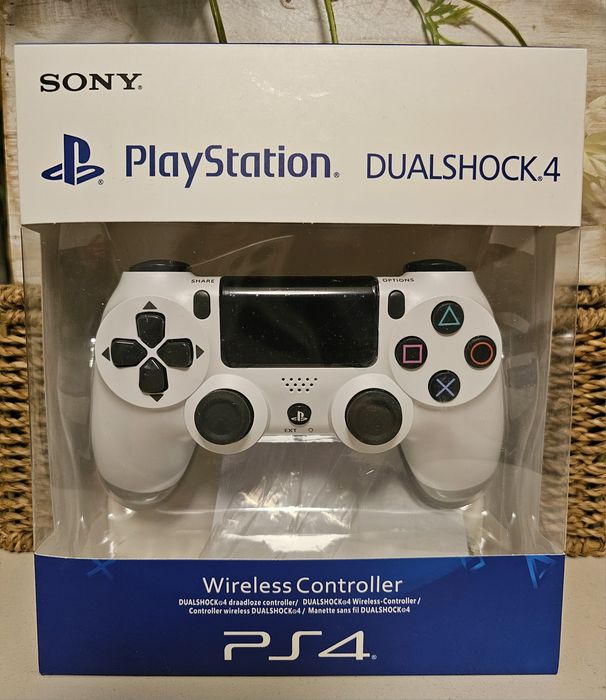 SONY®
PlayStation® DUALSHOCK®4
SHARE OPTIONS
EXT
Wireless Controller
DUALSHOCK®4 draadloze controller/ DUALSHOCK®4 Wireless-Controller/
Controller wireless DUALSHOCK®4 / Manette sans fil DUALSHOCK®4
PS4®